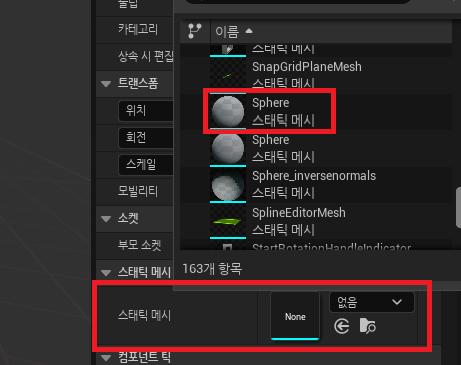 카테고리
상속 시 편집
트랜스폼
위치
회전
스케일
모빌리티
소켓
부모 소켓
스태틱 메시
스태틱 메시
None
없음
컴포넌트 틱
이름
스태틱 메시
SnapGridPlaneMesh
스태틱 메시
Sphere
스태틱 메시
Sphere
스태틱 메시
Sphere_inversenormals
스태틱 메시
SplineEditorMesh
스태틱 메시
StartRotationHandleIndicator
163개 항목